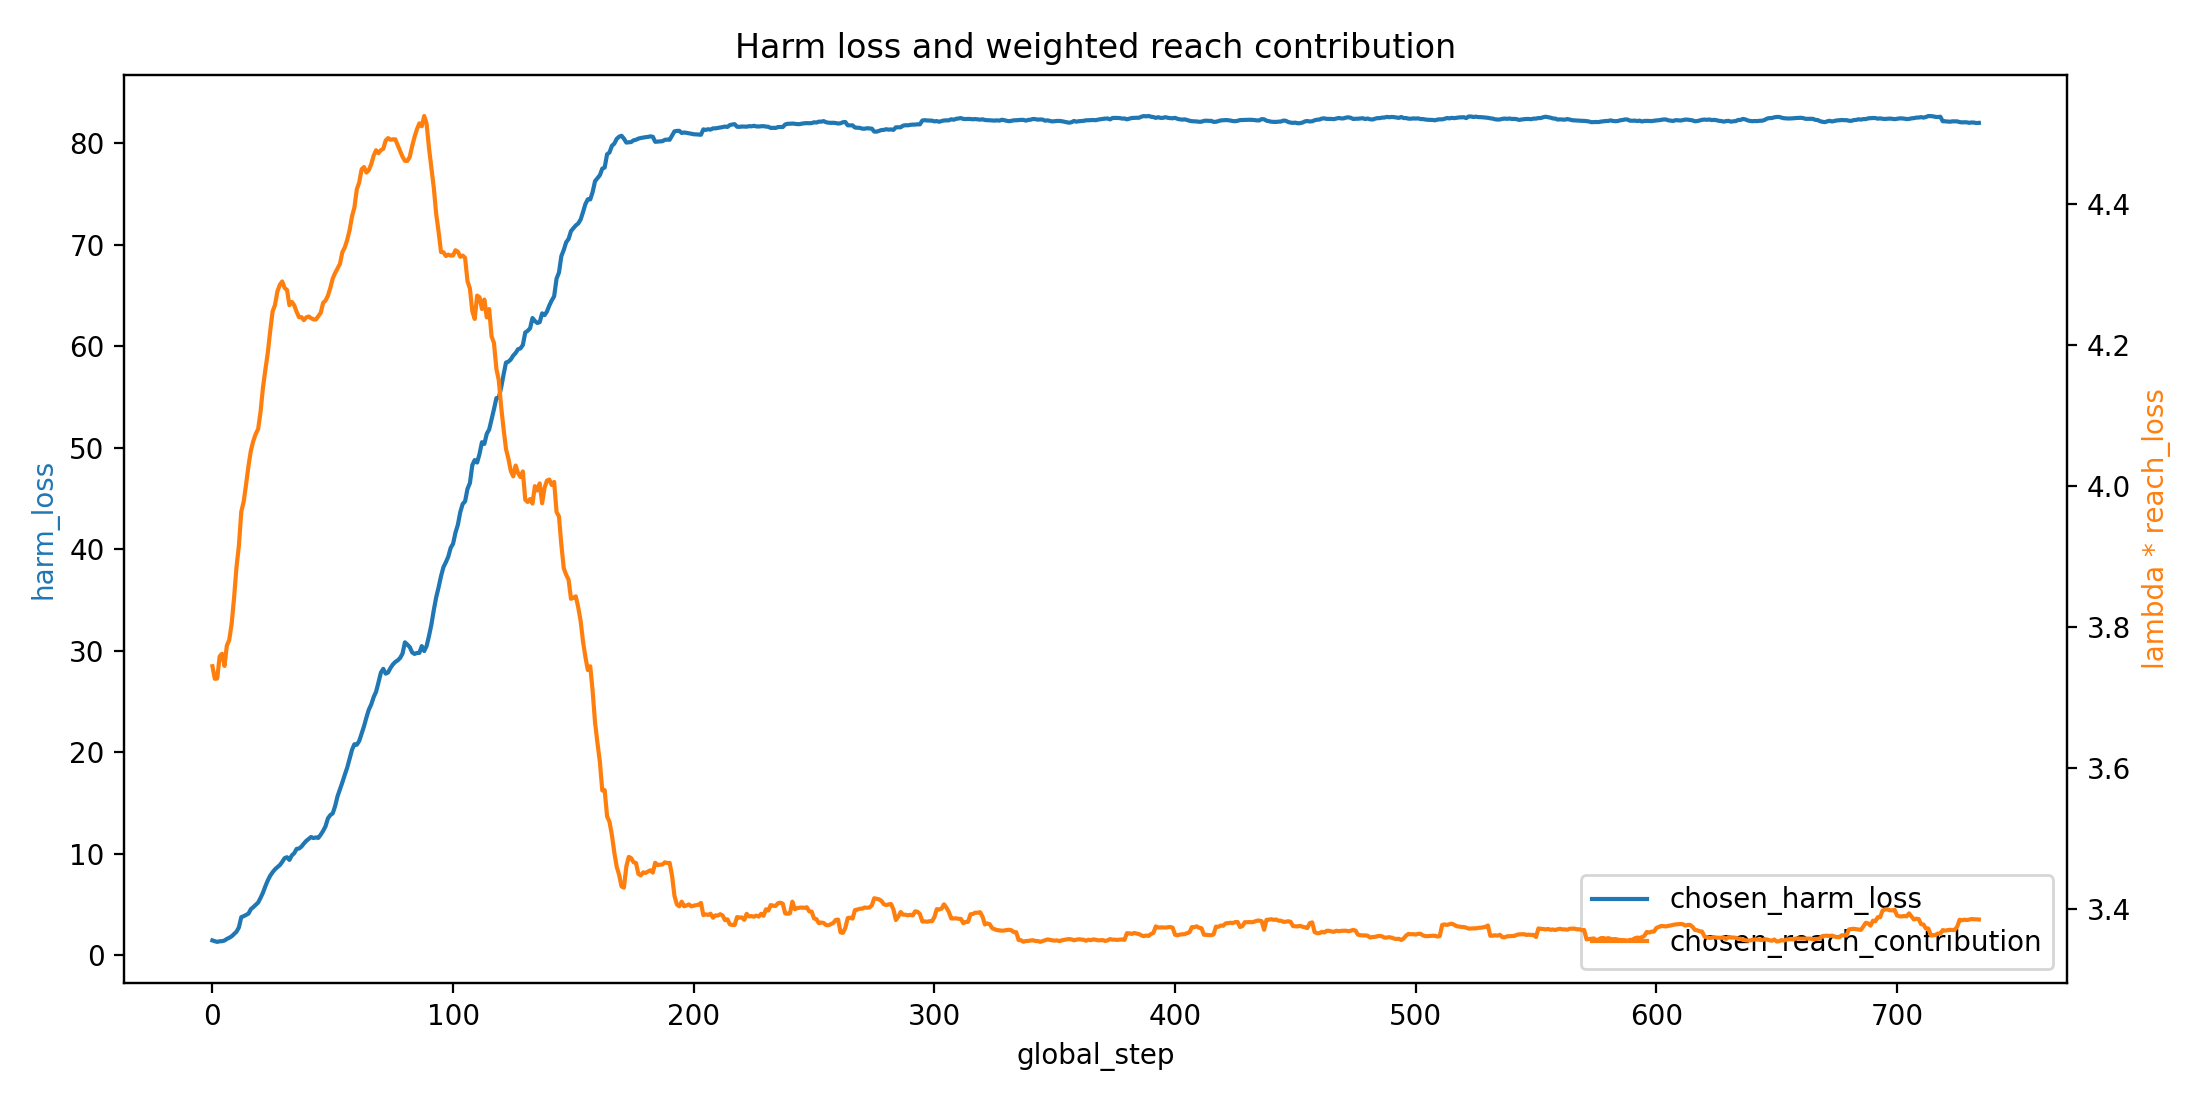 Harm loss and weighted reach contribution
harm_loss
80
70
60
50
40
30
20
10
0
4.4
4.2
4.0
3.8
3.6
3.4
lambda * reach_loss
chosen_harm_loss
chosen_reach_contribution
0 100 200 300 400 500 600 700
global_step